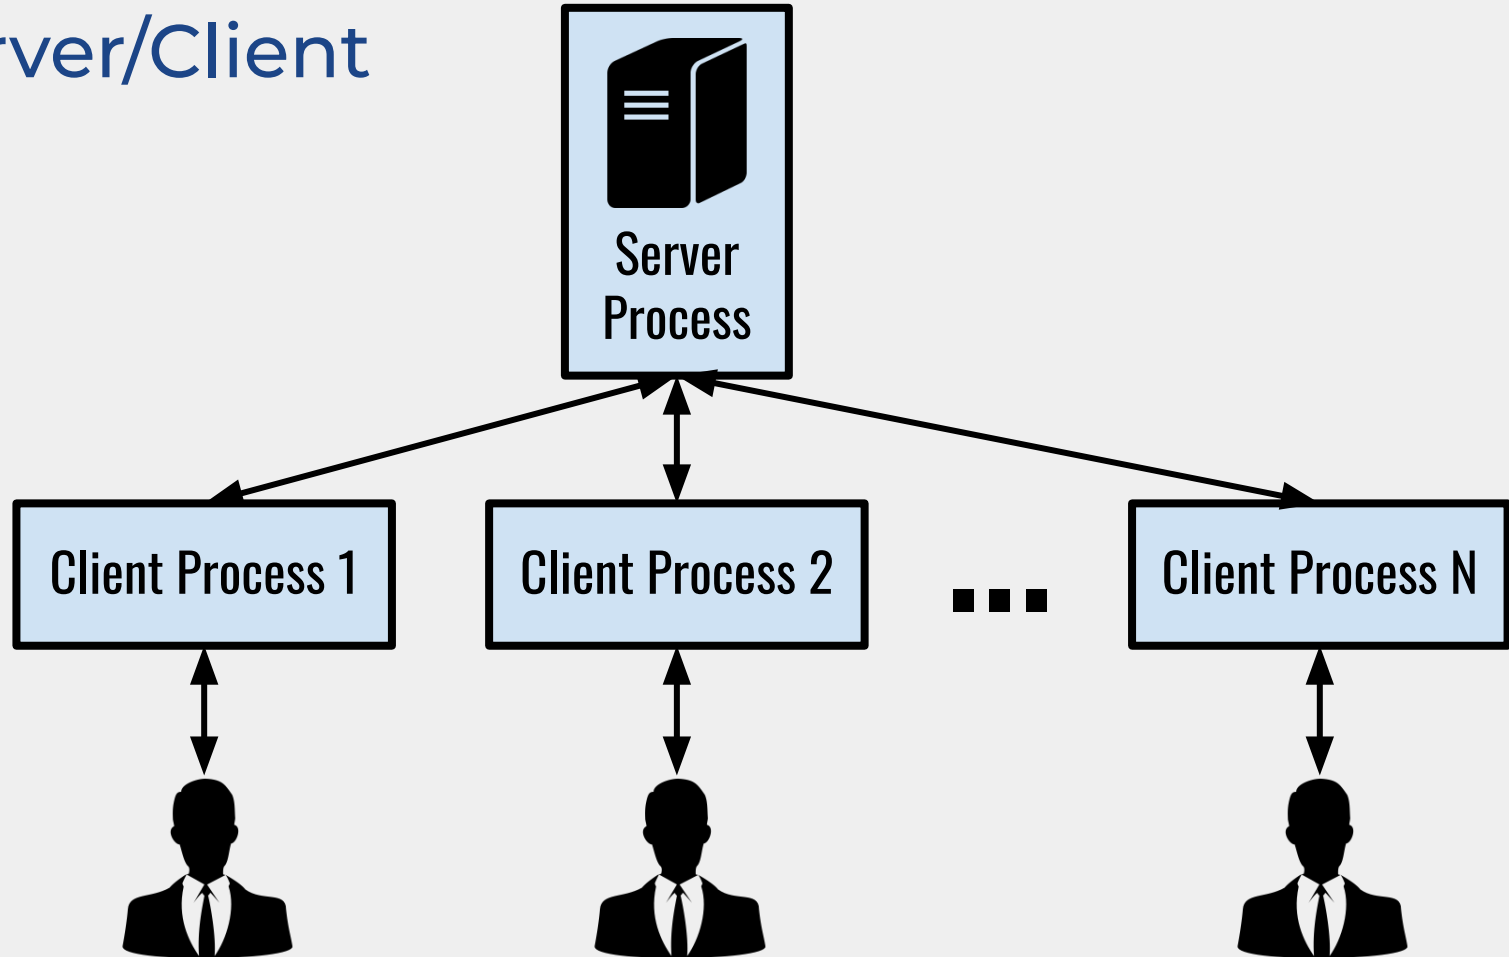 rver/Client
Server
Process
Client Process 1
Client Process 2
...
Client Process N